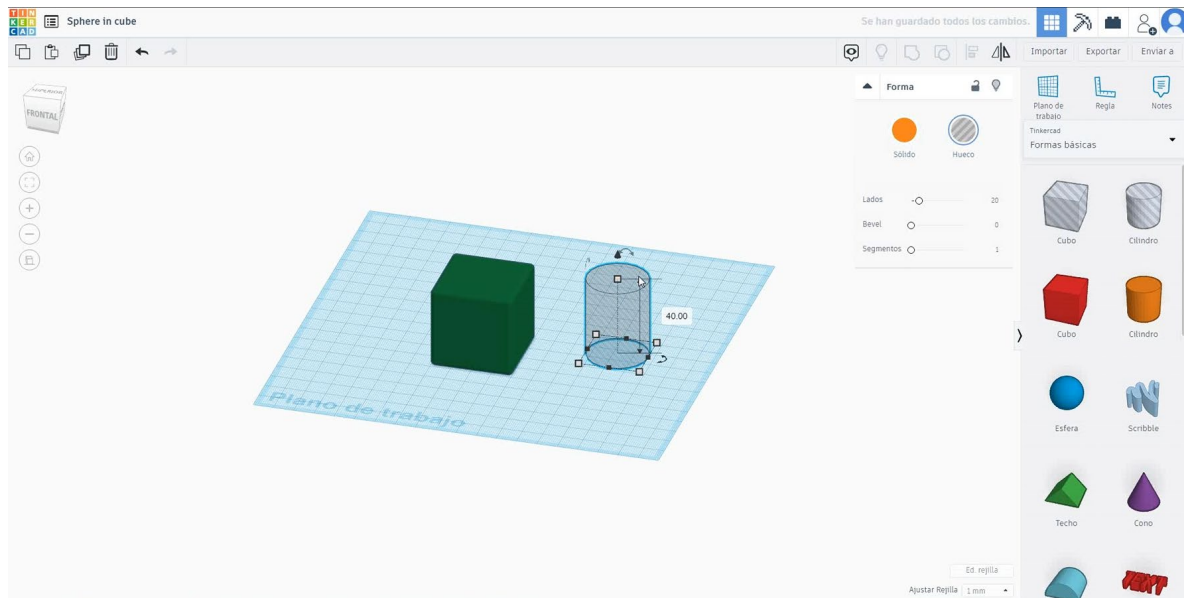 TIN
KER
CAD
Sphere in cube
Se han guardado todos los cambios.
Importar
Exportar
Enviar a
FRONTAL
Forma
Sólido
Hueco
Lados
20
Bevel
0
Segmentos
1
40.00
Plano de trabajo
Plano de
trabajo
Regla
Notes
Tinkercad
Formas básicas
Cubo
Cilindro
Cubo
Cilindro
Esfera
Scribble
Techo
Cono
TEXT
Ed. rejilla
Ajustar Rejilla
1 mm